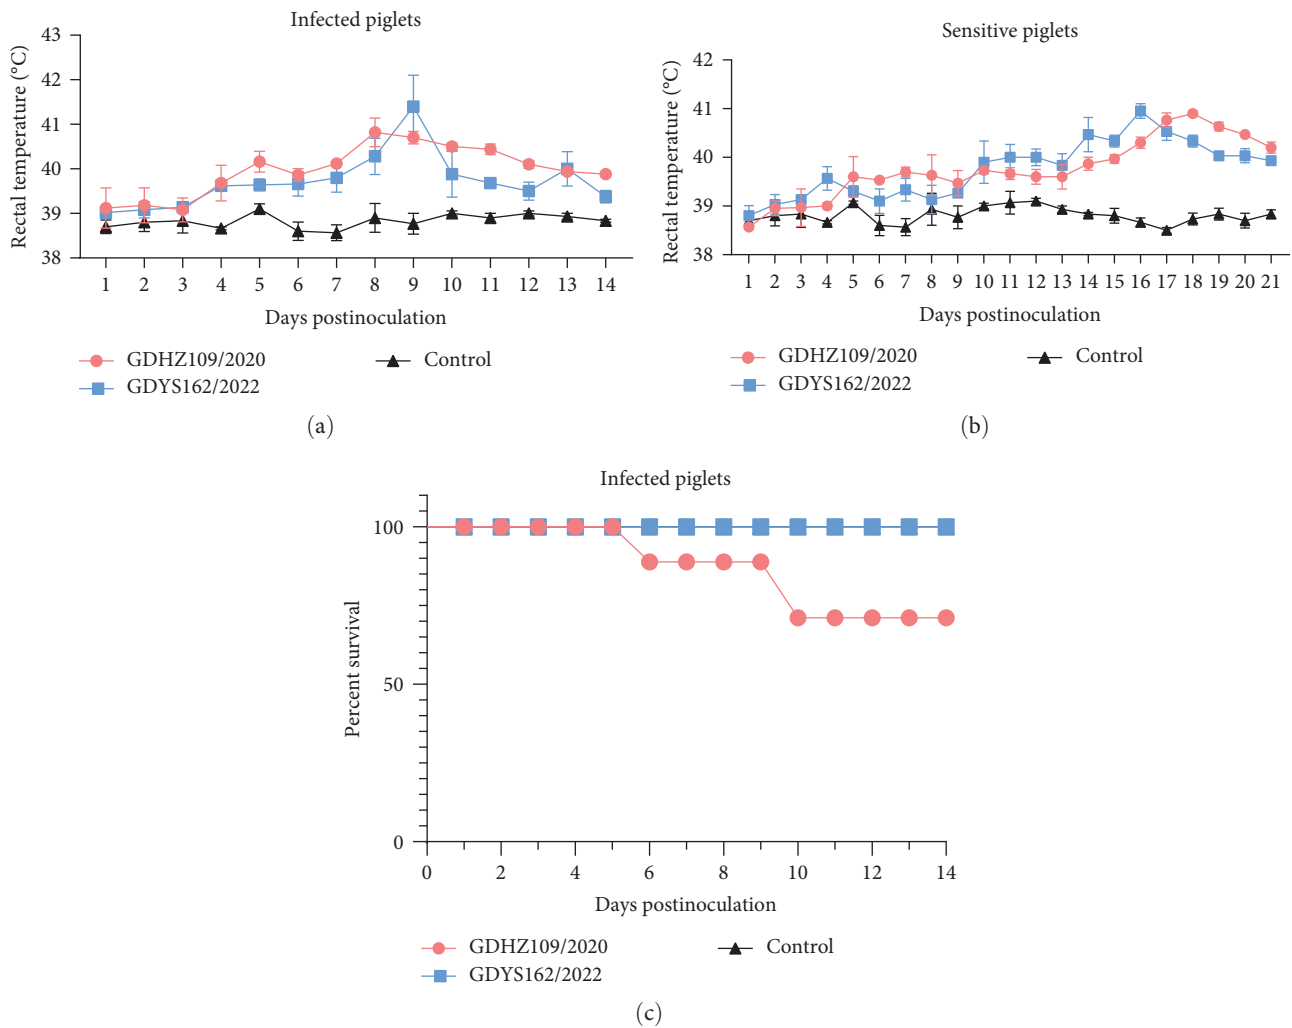 Infected piglets
Rectal temperature (°C)
43
42
41
40
39
38
1 2 3 4 5 6 7 8 9 10 11 12 13 14
Days postinoculation
GDHZ109/2020
Control
GDYS162/2022
(a)
Sensitive piglets
Rectal temperature (°C)
42
41
40
39
38
1 2 3 4 5 6 7 8 9 10 11 12 13 14 15 16 17 18 19 20 21
Days postinoculation
GDHZ109/2020
Control
GDYS162/2022
(b)
Infected piglets
Percent survival
100
50
0
0 2 4 6 8 10 12 14
Days postinoculation
GDHZ109/2020
Control
GDYS162/2022
(c)